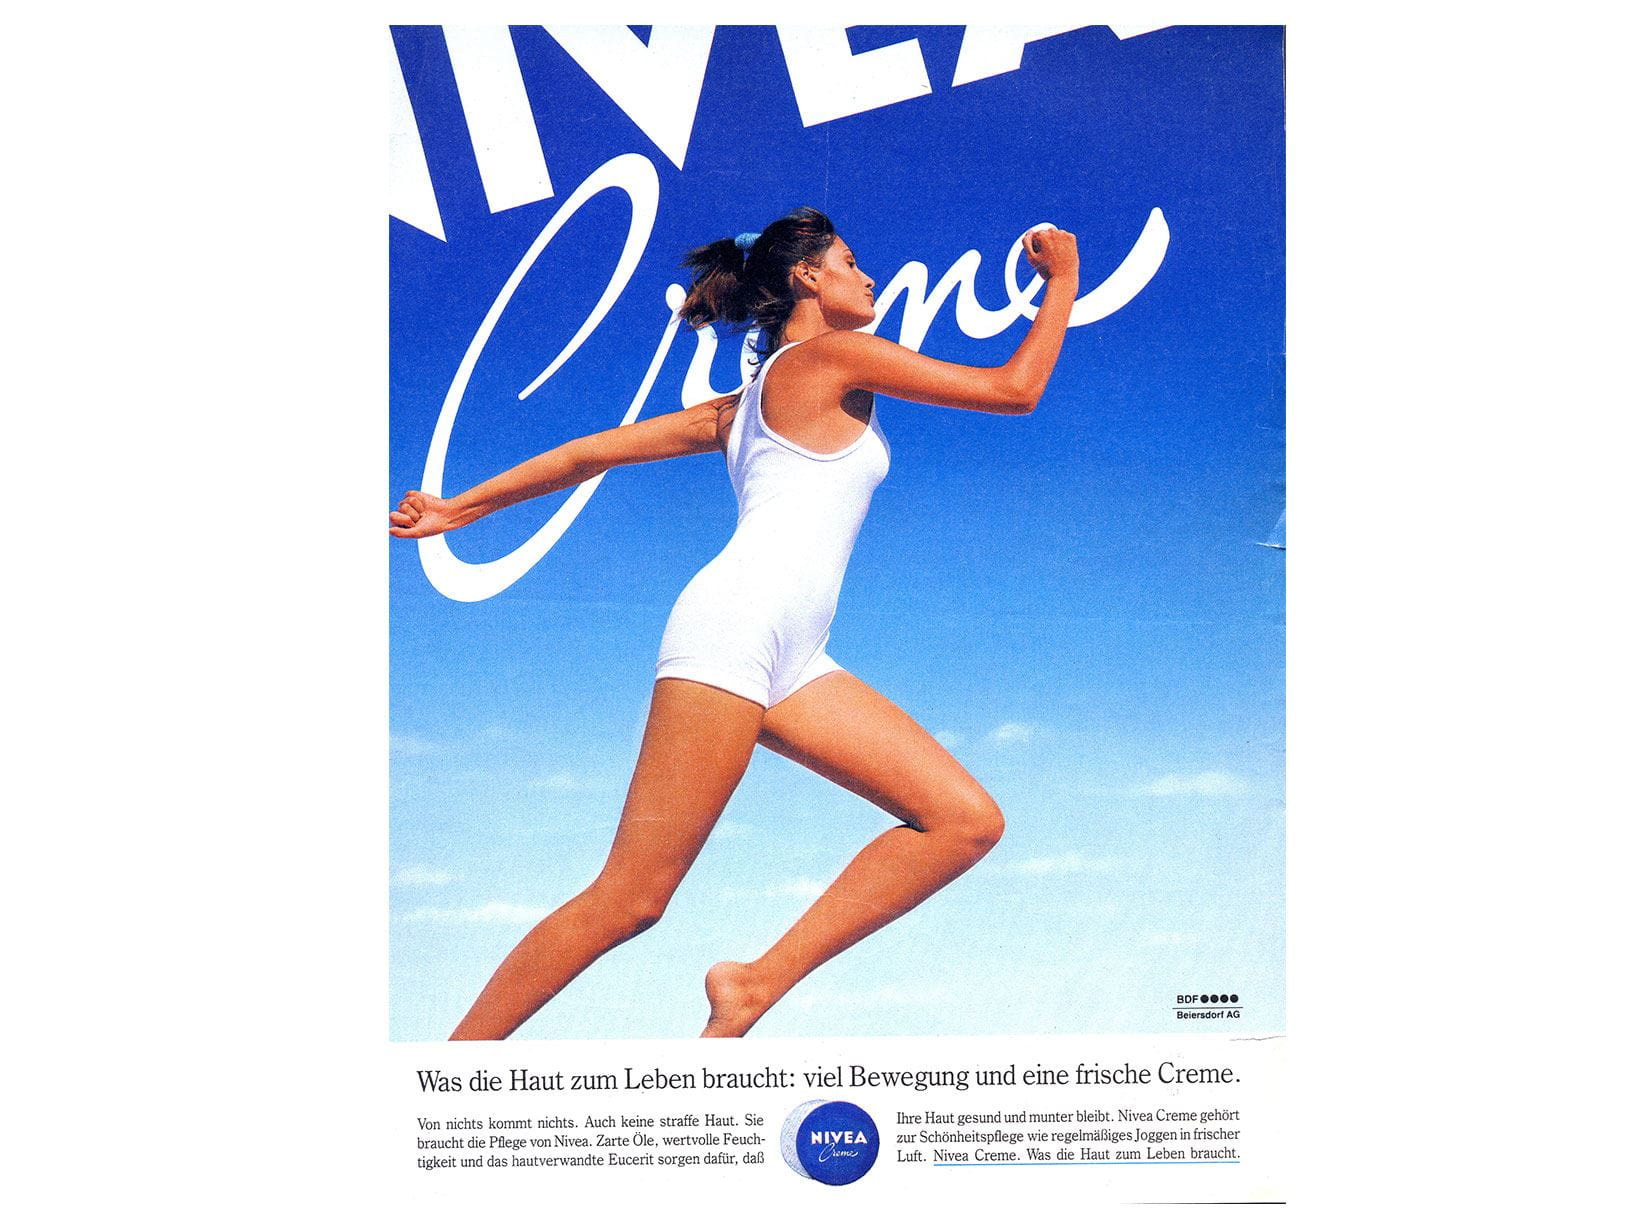 NIVEA
Creme
BDF●●●●
Beiersdorf AG
Was die Haut zum Leben braucht: viel Bewegung und eine frische Creme.
Von nichts kommt nichts. Auch keine straffe Haut. Sie
braucht die Pflege von Nivea. Zarte Öle, wertvolle Feuch-
tigkeit und das hautverwandte Eucerit sorgen dafür, daß
NIVEA
Creme
Ihre Haut gesund und munter bleibt. Nivea Creme gehört
zur Schönheitspflege wie regelmäßiges Joggen in frischer
Luft. Nivea Creme. Was die Haut zum Leben braucht.